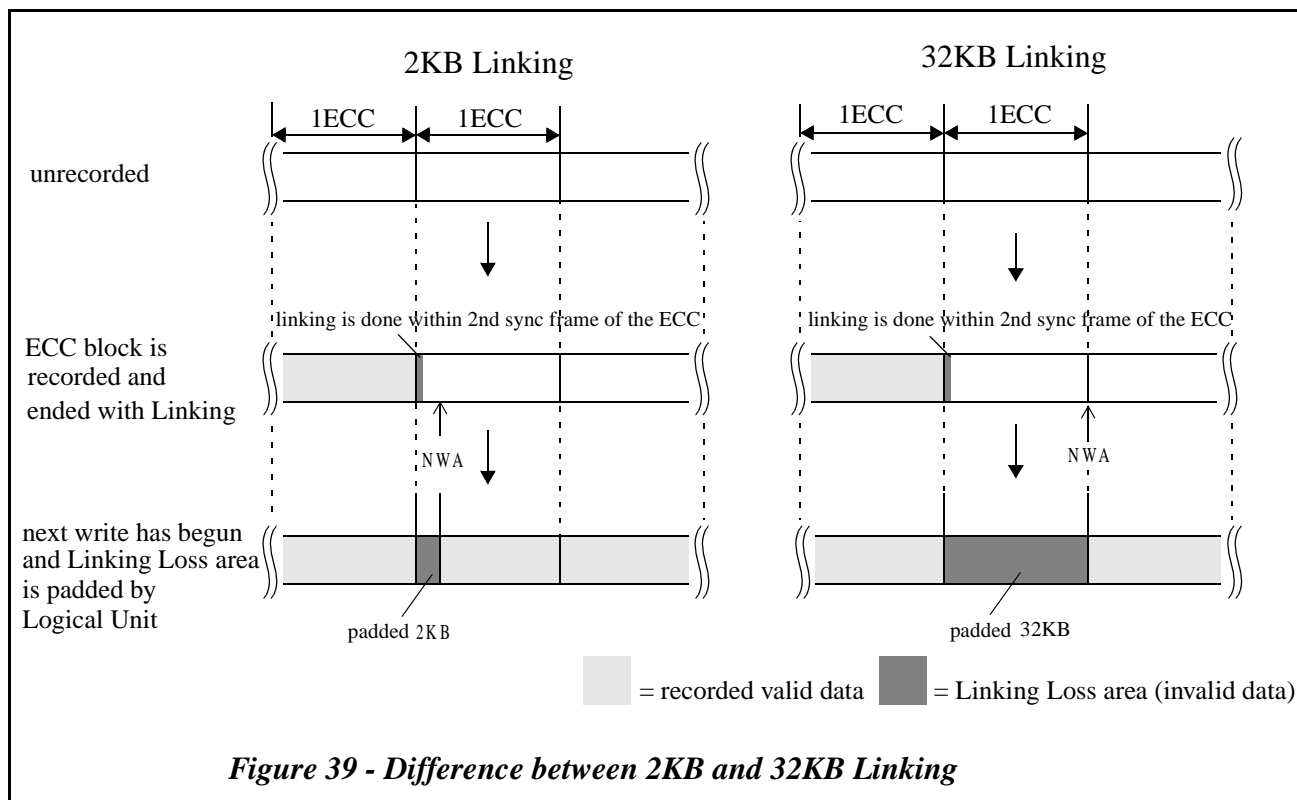 2KB Linking
32KB Linking
1ECC
1ECC
1ECC
1ECC
unrecorded
linking is done within 2nd sync frame of the ECC
linking is done within 2nd sync frame of the ECC
ECC block is
recorded and
ended with Linking
NWA
NWA
next write has begun
and Linking Loss area
is padded by
Logical Unit
padded 2KB
padded 32KB
= recorded valid data
= Linking Loss area (invalid data)
Figure 39 - Difference between 2KB and 32KB Linking